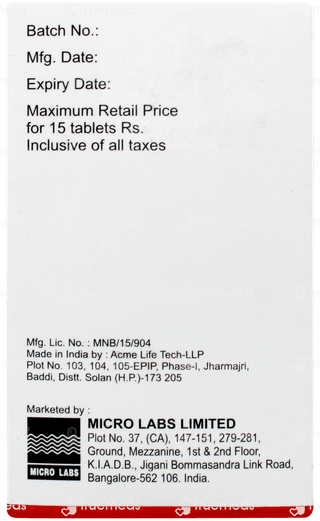 Batch No.:
Mfg. Date:
Expiry Date:
Maximum Retail Price
for 15 tablets Rs.
Inclusive of all taxes
Mfg. Lic. No. : MNB/15/904
Made in India by : Acme Life Tech-LLP
Plot No. 103, 104, 105-EPIP, Phase-I, Jharmajri,
Baddi, Distt. Solan (H.P.)-173 205
Marketed by :
MICRO LABS LIMITED
Plot No. 37, (CA), 147-151, 279-281,
Ground, Mezzanine, 1st & 2nd Floor,
K.I.A.D.B., Jigani Bommasandra Link Road,
Bangalore-562 106. India.
MICRO LABS